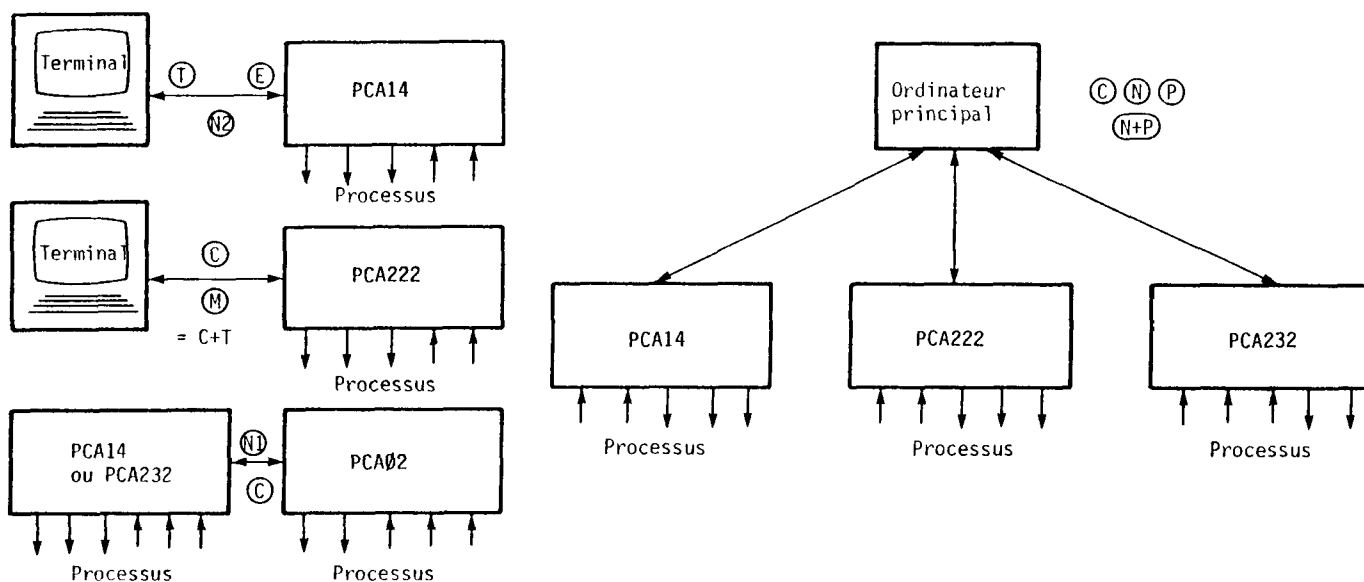 Terminal
T
E
N2
PCA14
Processus
Terminal
C
M
= C+T
PCA222
Processus
PCA14
ou PCA232
N1
C
PCAØ2
Processus
Processus
Ordinateur
principal
C N P
N+P
PCA14
PCA222
PCA232
Processus
Processus
Processus